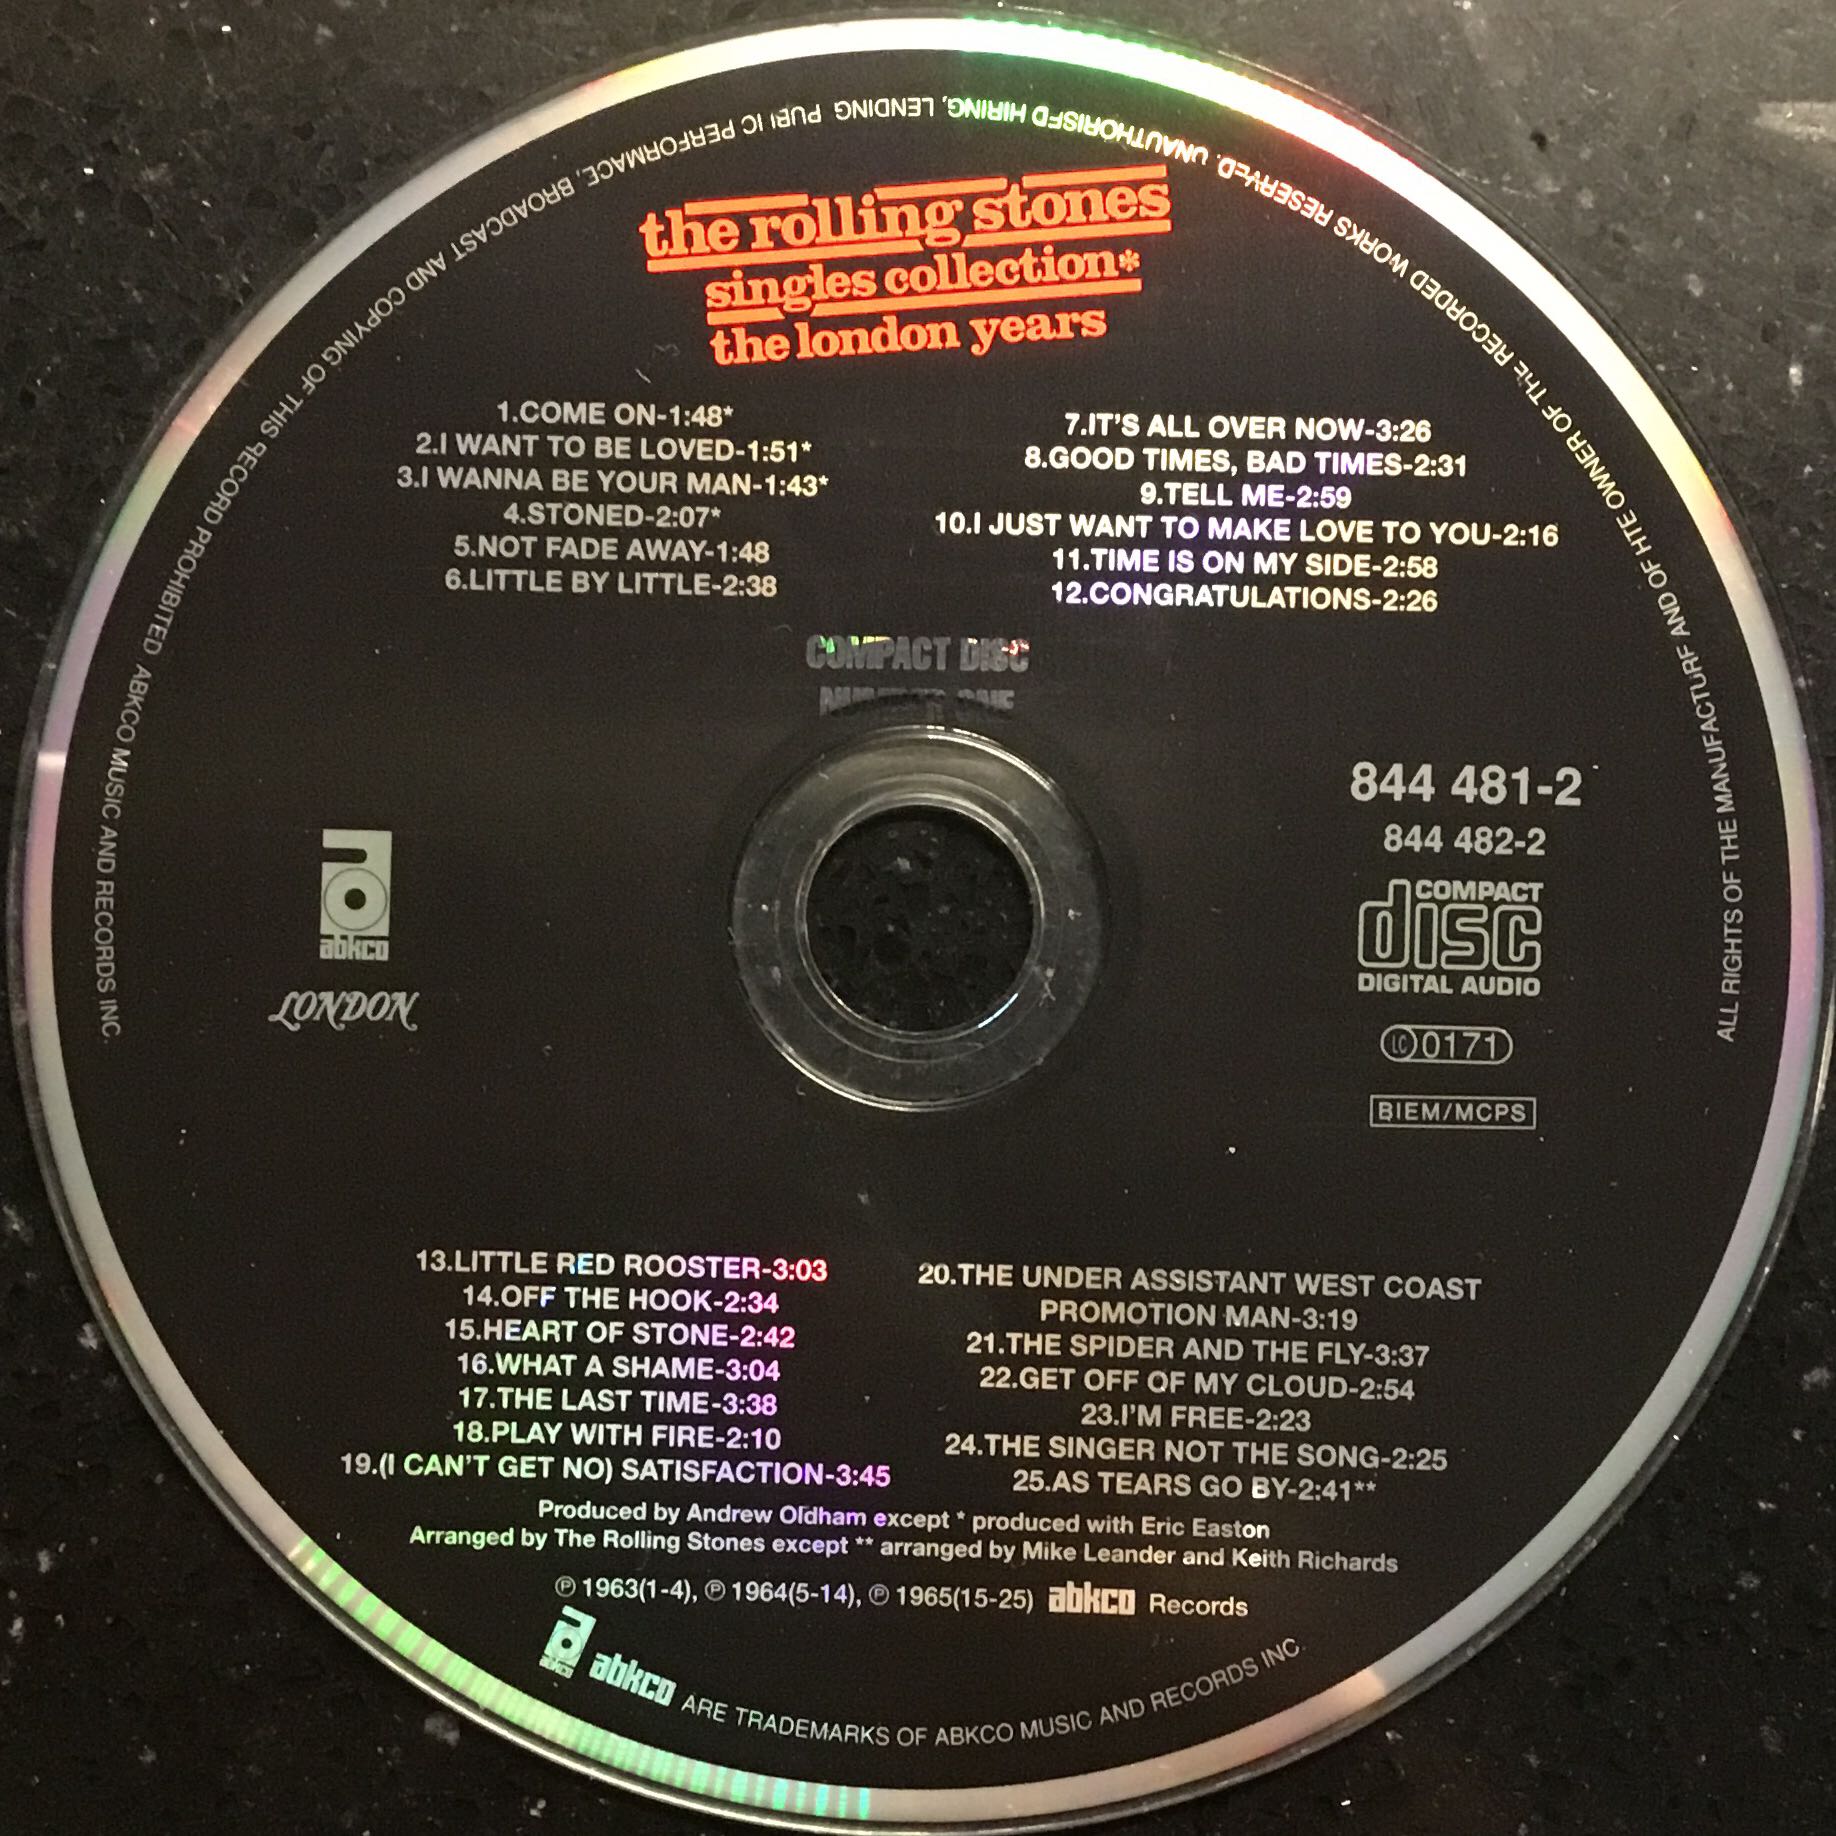 the rolling stones
singles collection*
the london years
1.COME ON-1:48*
2.I WANT TO BE LOVED-1:51*
3.I WANNA BE YOUR MAN-1:43*
4.STONED-2:07*
5.NOT FADE AWAY-1:48
6.LITTLE BY LITTLE-2:38
7.IT'S ALL OVER NOW-3:26
8.GOOD TIMES, BAD TIMES-2:31
9.TELL ME-2:59
10.I JUST WANT TO MAKE LOVE TO YOU-2:16
11.TIME IS ON MY SIDE-2:58
12.CONGRATULATIONS-2:26
COMPACT DISC
NUMBER ONE
abkco
LONDON
844 481-2
844 482-2
COMPACT
disc
DIGITAL AUDIO
LC 0171
BIEM/MCPS
13.LITTLE RED ROOSTER-3:03
14.OFF THE HOOK-2:34
15.HEART OF STONE-2:42
16.WHAT A SHAME-3:04
17.THE LAST TIME-3:38
18.PLAY WITH FIRE-2:10
19.(I CAN'T GET NO) SATISFACTION-3:45
20.THE UNDER ASSISTANT WEST COAST
PROMOTION MAN-3:19
21.THE SPIDER AND THE FLY-3:37
22.GET OFF OF MY CLOUD-2:54
23.I'M FREE-2:23
24.THE SINGER NOT THE SONG-2:25
25.AS TEARS GO BY-2:41**
Produced by Andrew Oldham except * produced with Eric Easton
Arranged by The Rolling Stones except ** arranged by Mike Leander and Keith Richards
℗ 1963(1-4), ℗ 1964(5-14), ℗ 1965(15-25) abkco Records
abkco abkco ARE TRADEMARKS OF ABKCO MUSIC AND RECORDS INC.
ALL RIGHTS OF THE MANUFACTURE AND OF HTE OWNER OF THE RECORDED WORKS RESERVED. UNAUTHORISED HIRING, LENDING PUBLIC PERFORMACE, BROADCAST AND COPYING OF THIS RECORD PROHIBITED ABKCO MUSIC AND RECORDS INC.